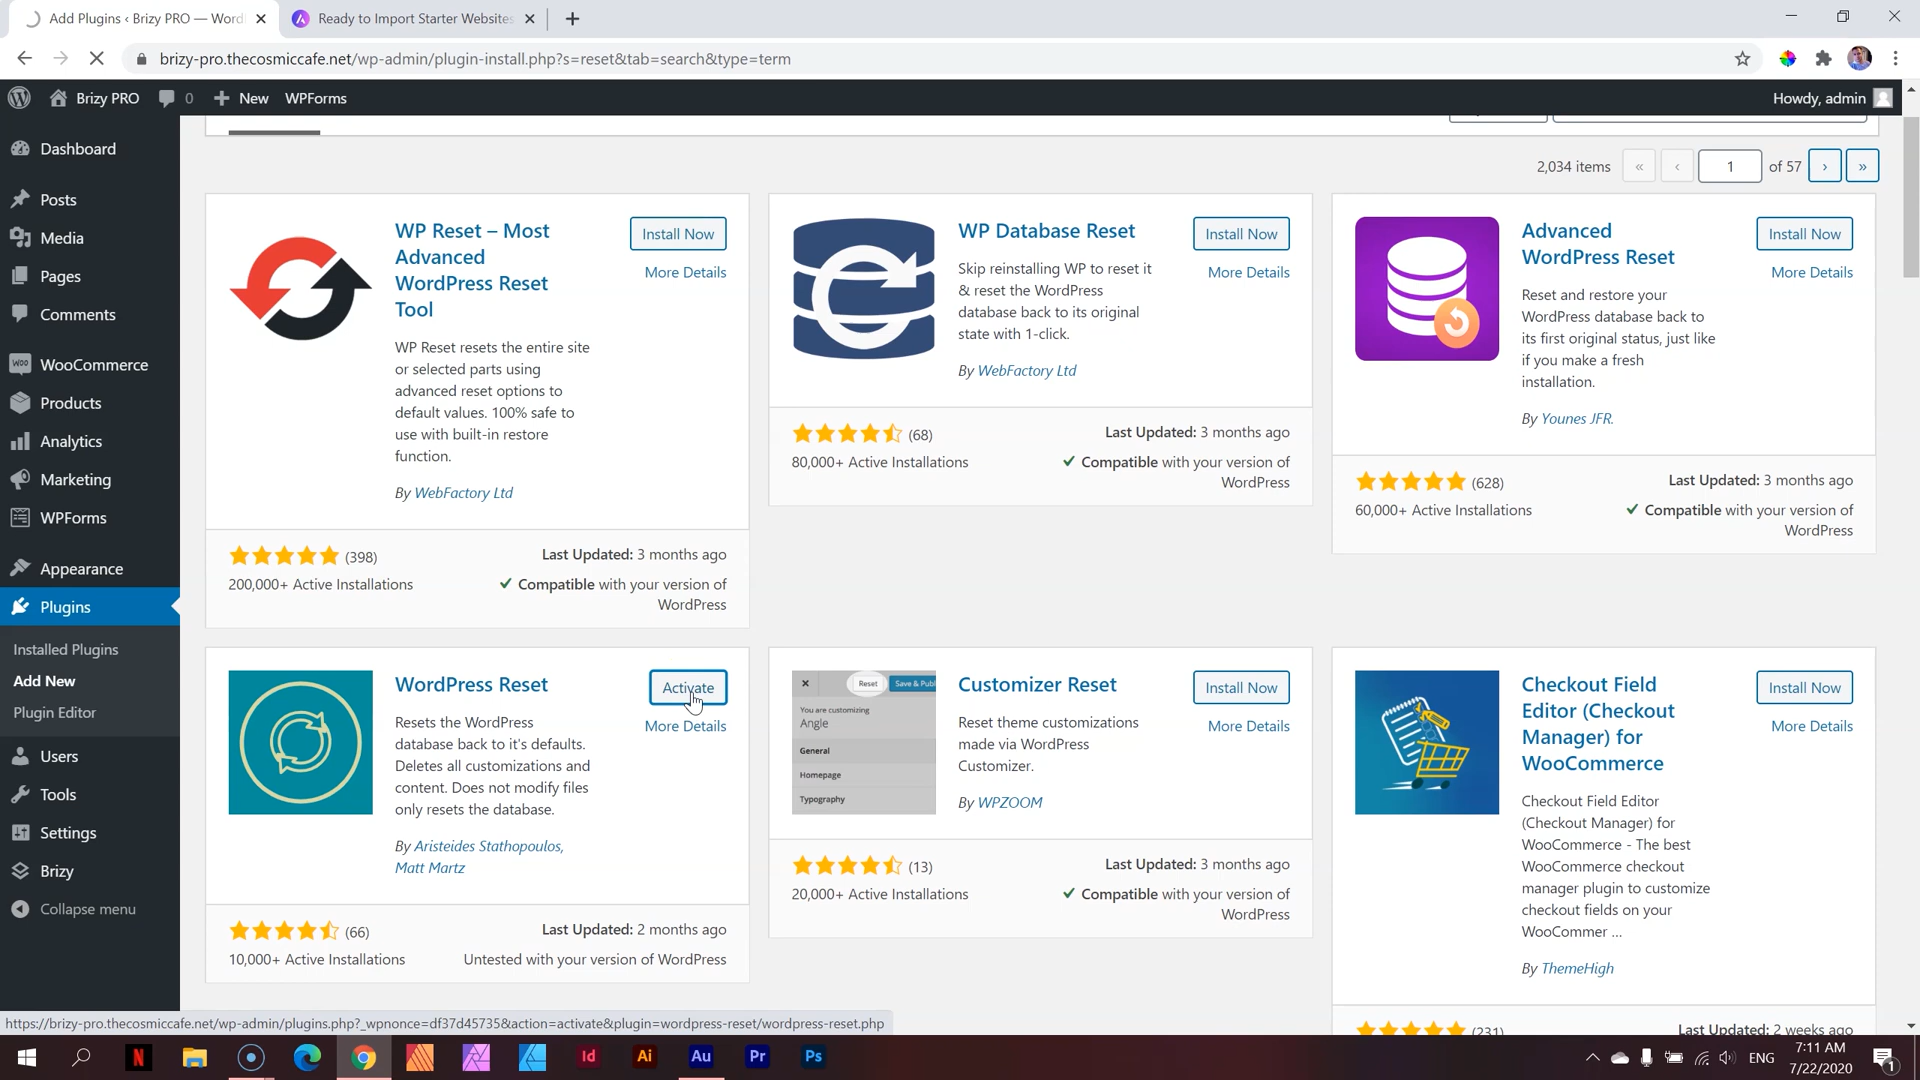 Add Plugins ‹ Brizy PRO — Word
Ready to Import Starter Websites
brizy-pro.thecosmiccafe.net/wp-admin/plugin-install.php?s=reset&tab=search&type=term
Brizy PRO
0
New
WPForms
Howdy, admin
Dashboard
Posts
Media
Pages
Comments
WooCommerce
Products
Analytics
Marketing
WPForms
Appearance
Plugins
Installed Plugins
Add New
Plugin Editor
Users
Tools
Settings
Brizy
Collapse menu
2,034 items
«
‹
1
of 57
›
»
WP Reset – Most
Advanced
WordPress Reset
Tool
Install Now
More Details
WP Reset resets the entire site
or selected parts using
advanced reset options to
default values. 100% safe to
use with built-in restore
function.
By WebFactory Ltd
(398)
200,000+ Active Installations
Last Updated: 3 months ago
Compatible with your version of
WordPress
WP Database Reset
Install Now
More Details
Skip reinstalling WP to reset it
& reset the WordPress
database back to its original
state with 1-click.
By WebFactory Ltd
(68)
80,000+ Active Installations
Last Updated: 3 months ago
Compatible with your version of
WordPress
Advanced
WordPress Reset
Install Now
More Details
Reset and restore your
WordPress database back to
its first original status, just like
if you make a fresh
installation.
By Younes JFR.
(628)
60,000+ Active Installations
Last Updated: 3 months ago
Compatible with your version of
WordPress
WordPress Reset
Activate
More Details
Resets the WordPress
database back to it's defaults.
Deletes all customizations and
content. Does not modify files
only resets the database.
By Aristeides Stathopoulos,
Matt Martz
(66)
10,000+ Active Installations
Last Updated: 2 months ago
Untested with your version of WordPress
Reset
Save & Publ
You are customizing
Angle
General
Homepage
Typography
Customizer Reset
Install Now
More Details
Reset theme customizations
made via WordPress
Customizer.
By WPZOOM
(13)
20,000+ Active Installations
Last Updated: 3 months ago
Compatible with your version of
WordPress
Checkout Field
Editor (Checkout
Manager) for
WooCommerce
Install Now
More Details
Checkout Field Editor
(Checkout Manager) for
WooCommerce - The best
WooCommerce checkout
manager plugin to customize
checkout fields on your
WooCommer ...
By ThemeHigh
(231)
Last Updated: 2 weeks ago
https://brizy-pro.thecosmiccafe.net/wp-admin/plugins.php?_wpnonce=df37d45735&action=activate&plugin=wordpress-reset/wordpress-reset.php
N
Id
Ai
Au
Pr
Ps
ENG
7:11 AM
7/22/2020
1